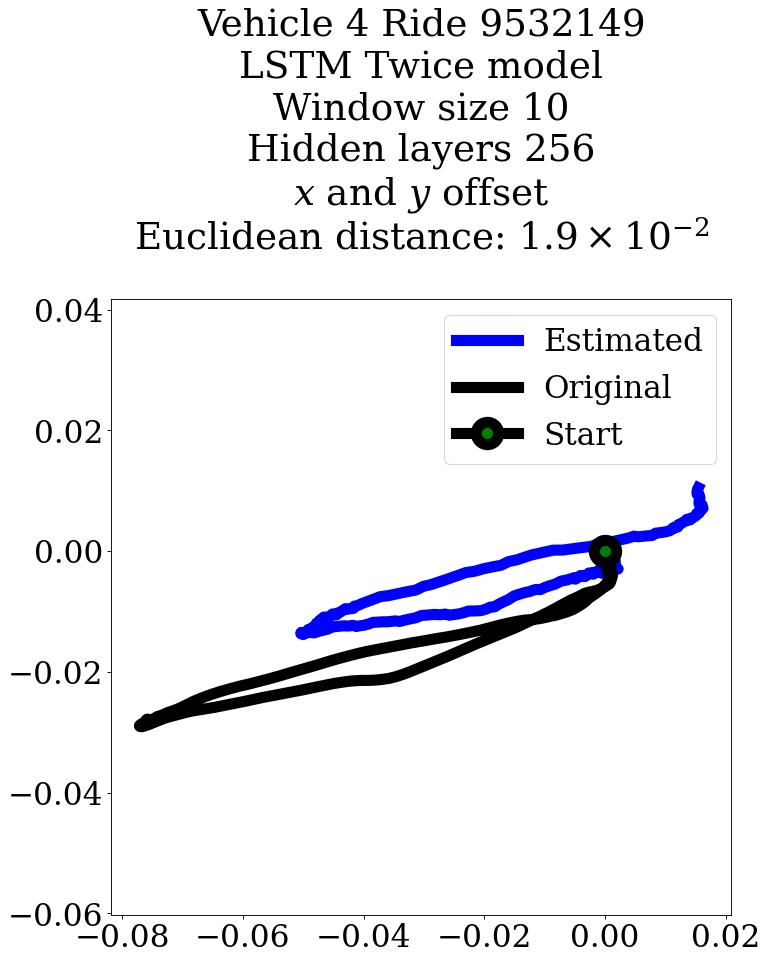 Vehicle 4 Ride 9532149
LSTM Twice model
Window size 10
Hidden layers 256
x and y offset
Euclidean distance: 1.9 × 10⁻²
0.04
0.02
0.00
−0.02
−0.04
−0.06
Estimated
Original
Start
−0.08 −0.06 −0.04 −0.02 0.00 0.02